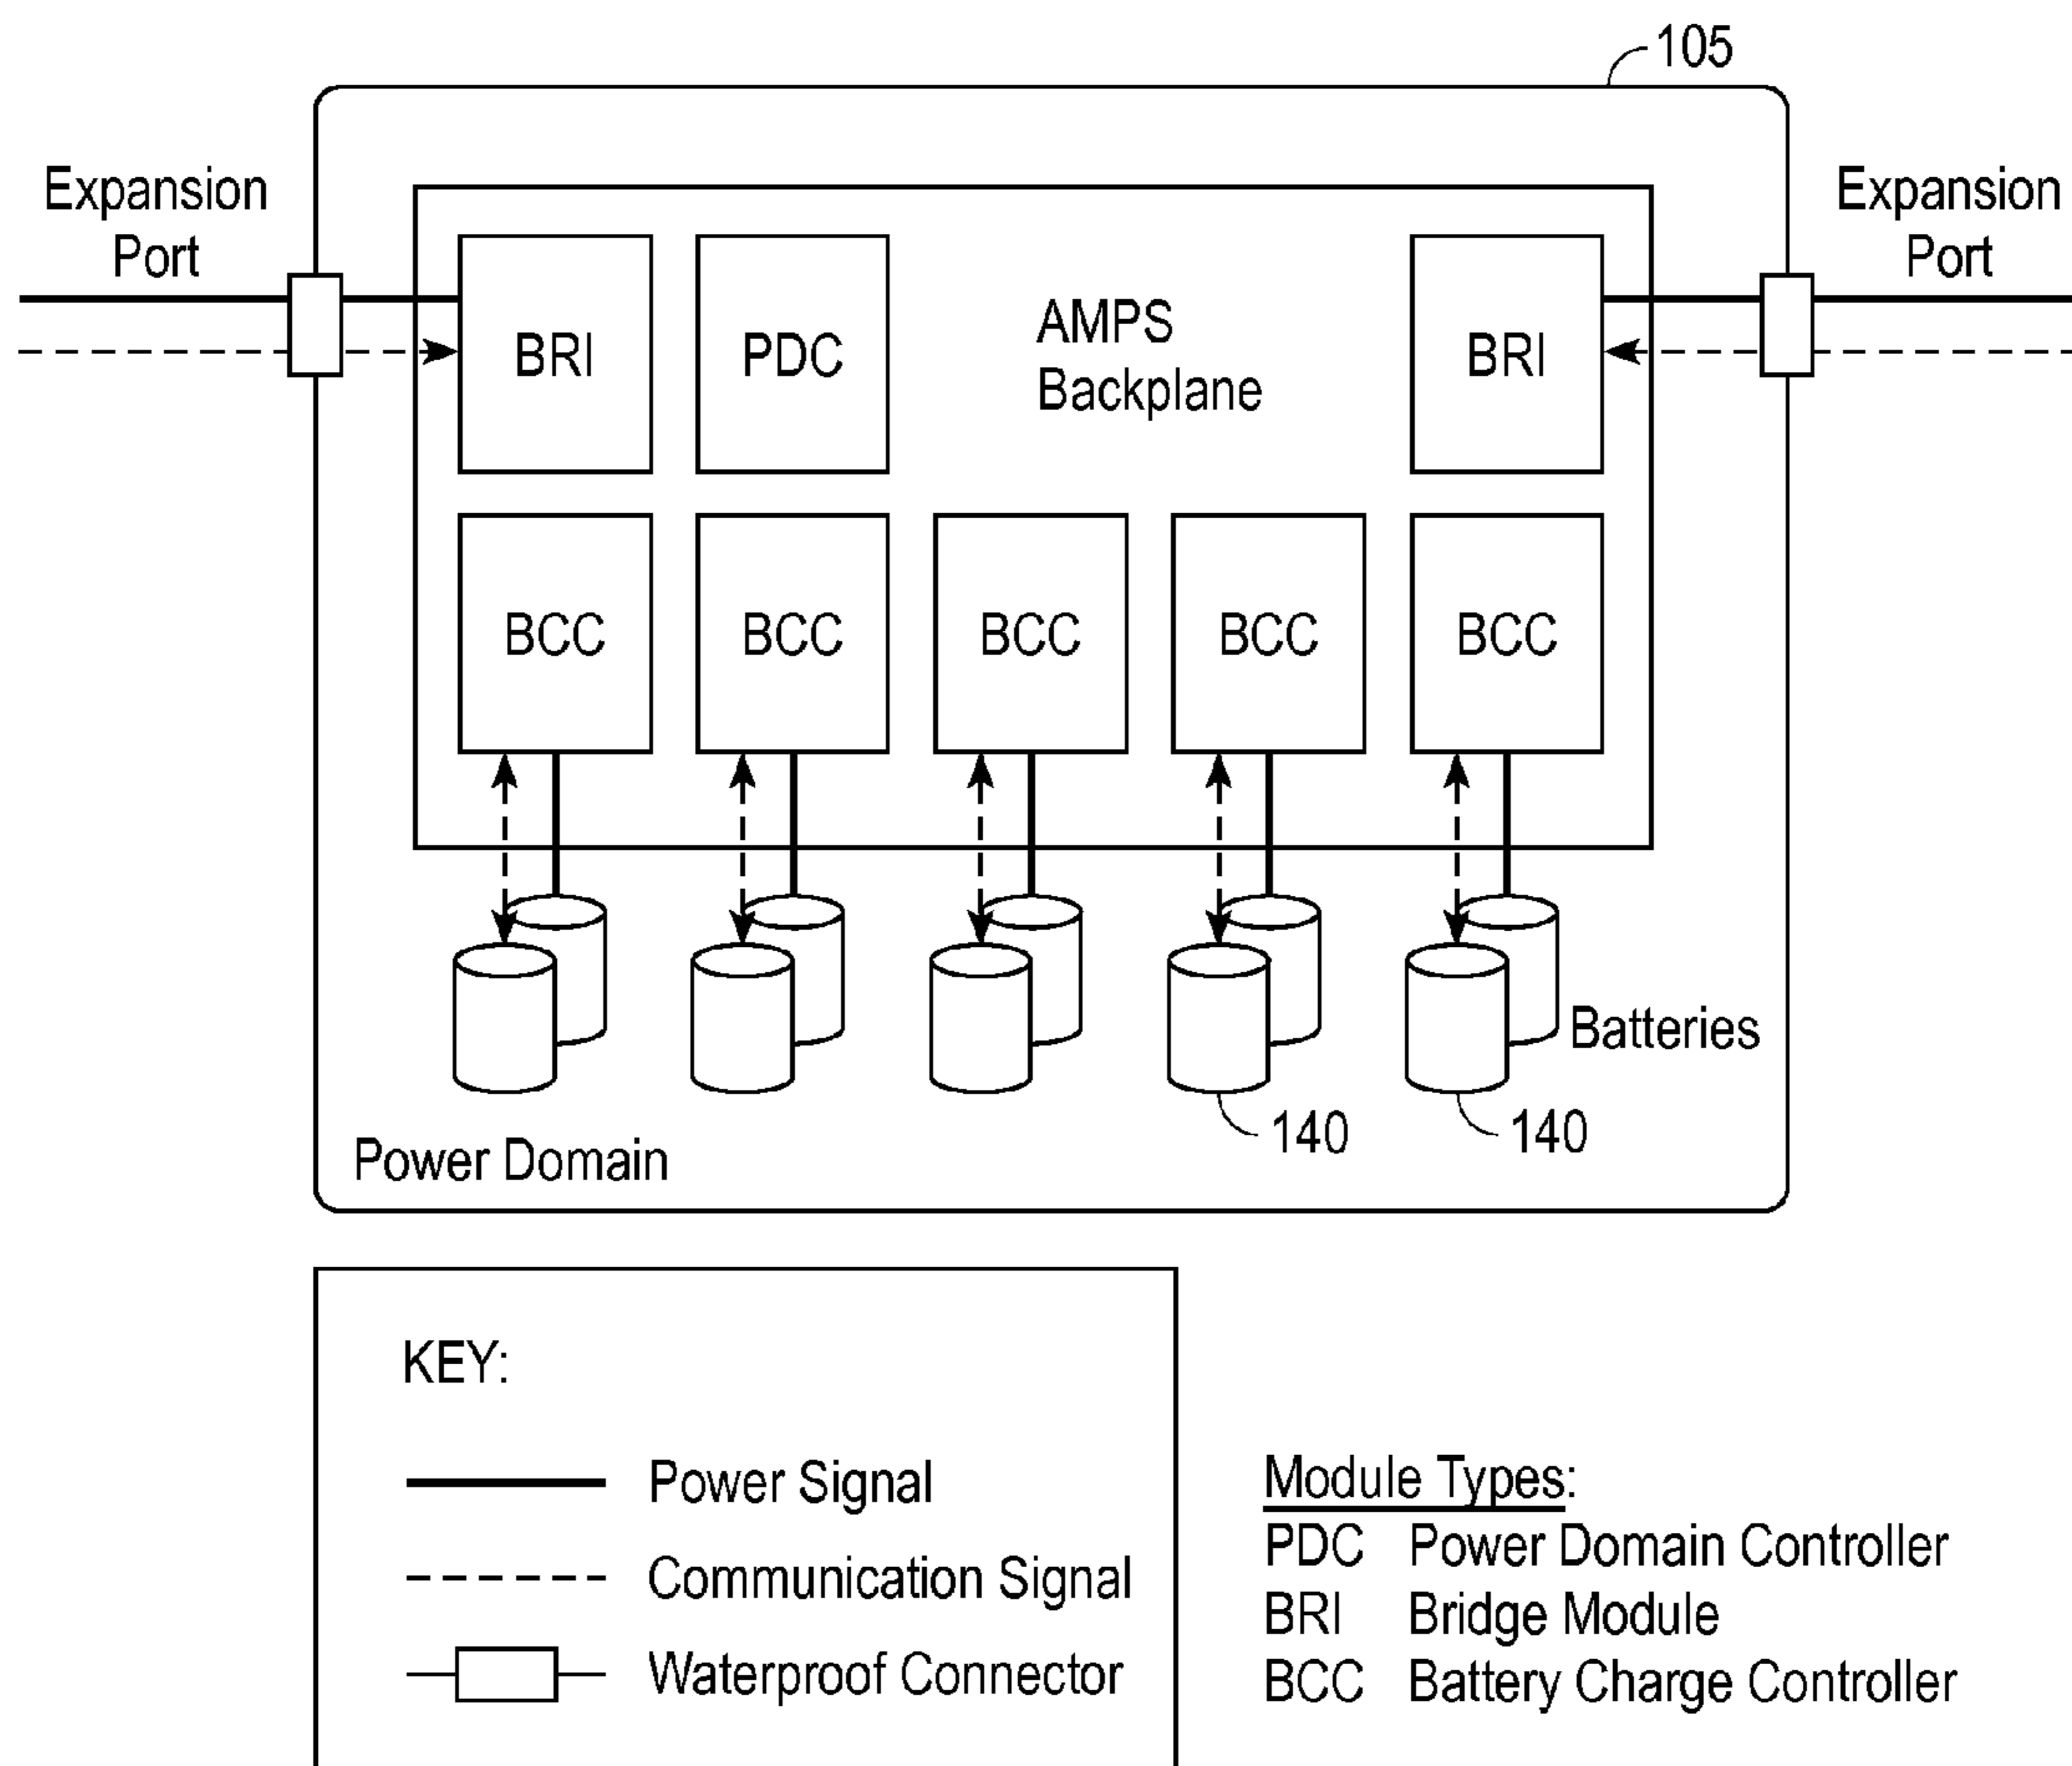 105
Expansion
Port
Expansion
Port
BRI
PDC
AMPS
Backplane
BRI
BCC
BCC
BCC
BCC
BCC
Batteries
140
140
Power Domain
KEY:
Power Signal
Communication Signal
Waterproof Connector
Module Types:
PDC Power Domain Controller
BRI Bridge Module
BCC Battery Charge Controller